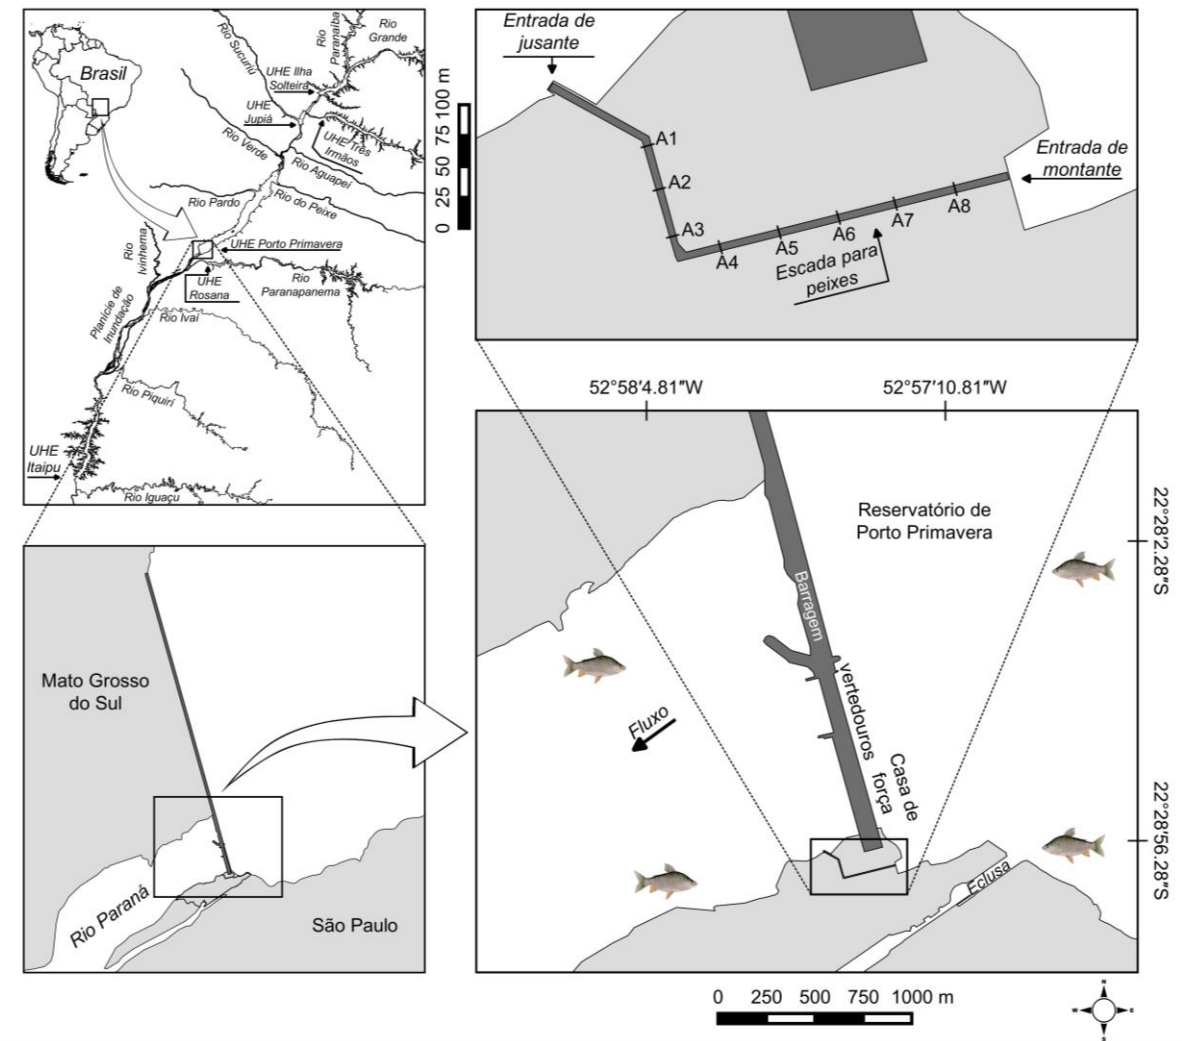 Brasil
Rio Sucuriú
Rio
Paranaíba
Rio
Grande
UHE Ilha
Solteira
UHE
Jupiá
UHE Três
Irmãos
Rio Verde
Rio Aguapeí
Rio Pardo
Rio do Peixe
Rio
Ivinhema
UHE Porto Primavera
UHE
Rosana
Rio
Paranapanema
Planície de
Inundação
Rio Ivaí
Rio Piquirí
UHE
Itaipu
Rio Iguaçu
0 25 50 75 100 m
Entrada de
jusante
A1
A2
A3
A4
A5
A6
A7
A8
Entrada de
montante
Escada para
peixes
52°58′4.81″W
52°57′10.81″W
22°28′2.28″S
22°28′56.28″S
Reservatório de
Porto Primavera
Barragem
vertedouros
Casa de
força
Fluxo
Eclusa
Mato Grosso
do Sul
Rio Paraná
São Paulo
0 250 500 750 1000 m
N
W
E
S